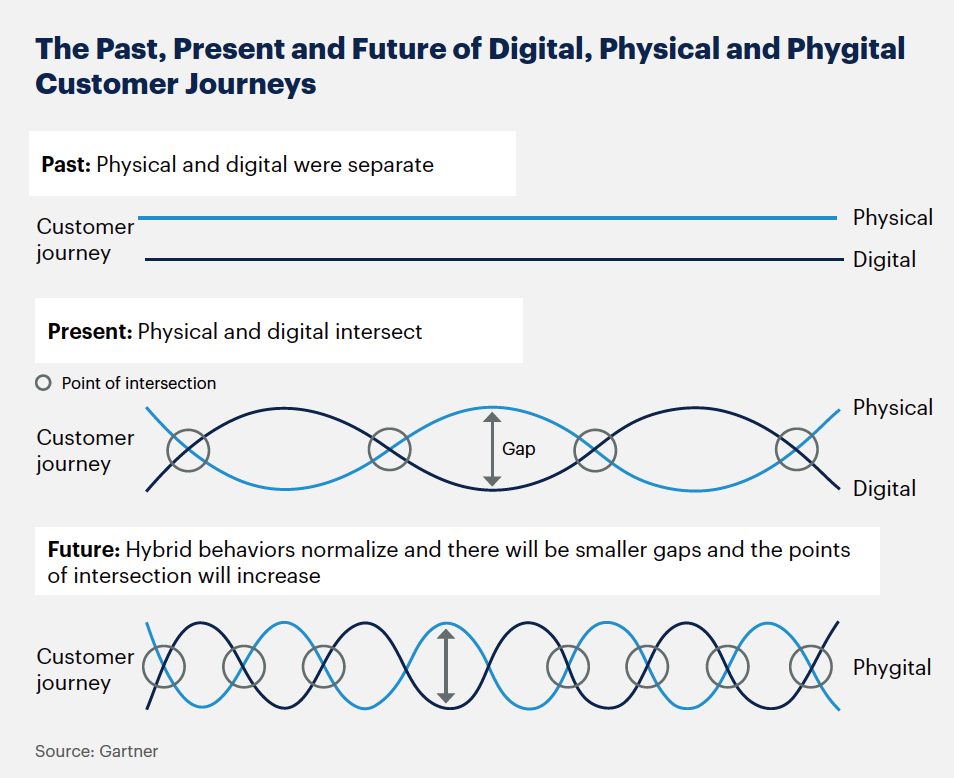 The Past, Present and Future of Digital, Physical and Phygital
Customer Journeys
Past: Physical and digital were separate
Customer
journey
Physical
Digital
Present: Physical and digital intersect
Point of intersection
Customer
journey
Gap
Physical
Digital
Future: Hybrid behaviors normalize and there will be smaller gaps and the points
of intersection will increase
Customer
journey
Phygital
Source: Gartner